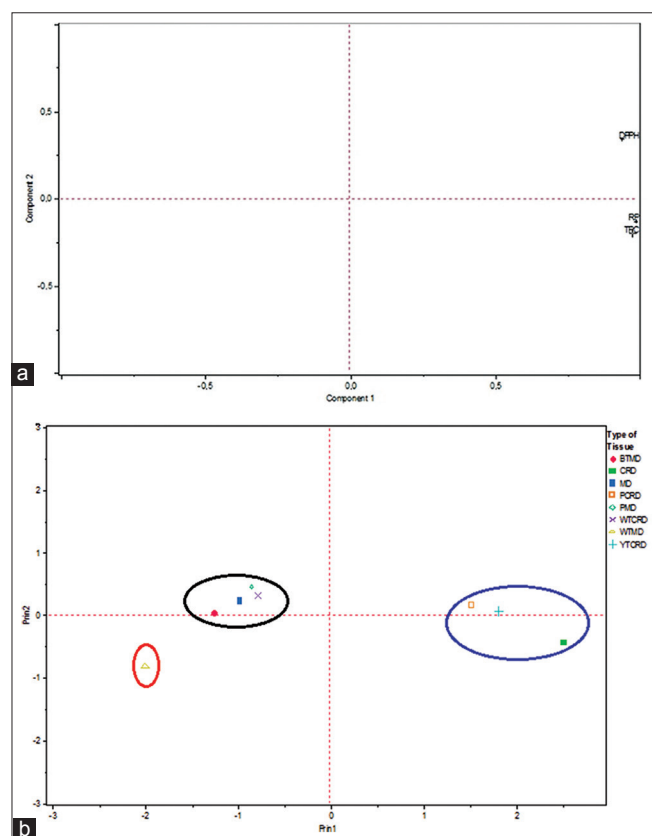 0,5
0,0
-0,5
Component 2
DPPH
RP
TPC
-0,5
0,0
0,5
Component 1
a
3
2
1
0
-1
-2
-3
Prin2
Type of
Tissue
BTMD
CRD
MD
PCRD
PMD
WTCRD
WTMD
YTCRD
-3
-2
-1
0
1
2
3
Prin1
b